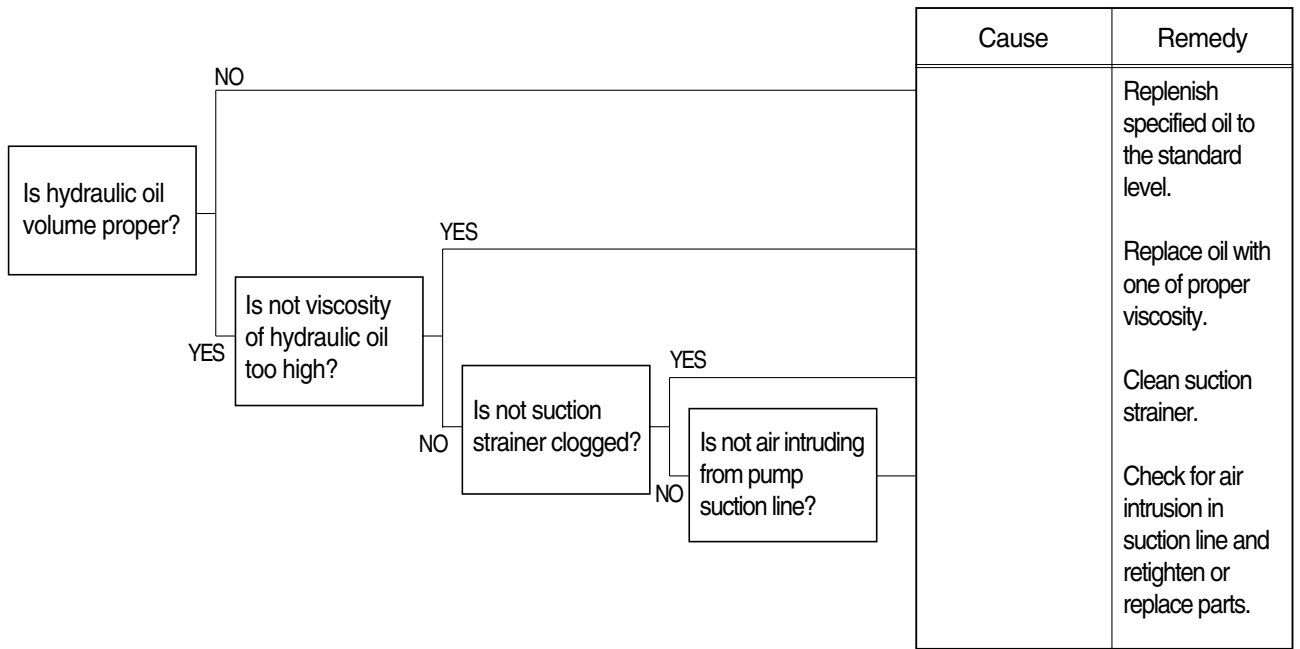 Cause
Remedy
NO
Replenish
specified oil to
the standard
level.
Is hydraulic oil
volume proper?
YES
Replace oil with
one of proper
viscosity.
YES
Is not viscosity
of hydraulic oil
too high?
YES
Clean suction
strainer.
NO
Is not suction
strainer clogged?
NO
Is not air intruding
from pump
suction line?
Check for air
intrusion in
suction line and
retighten or
replace parts.